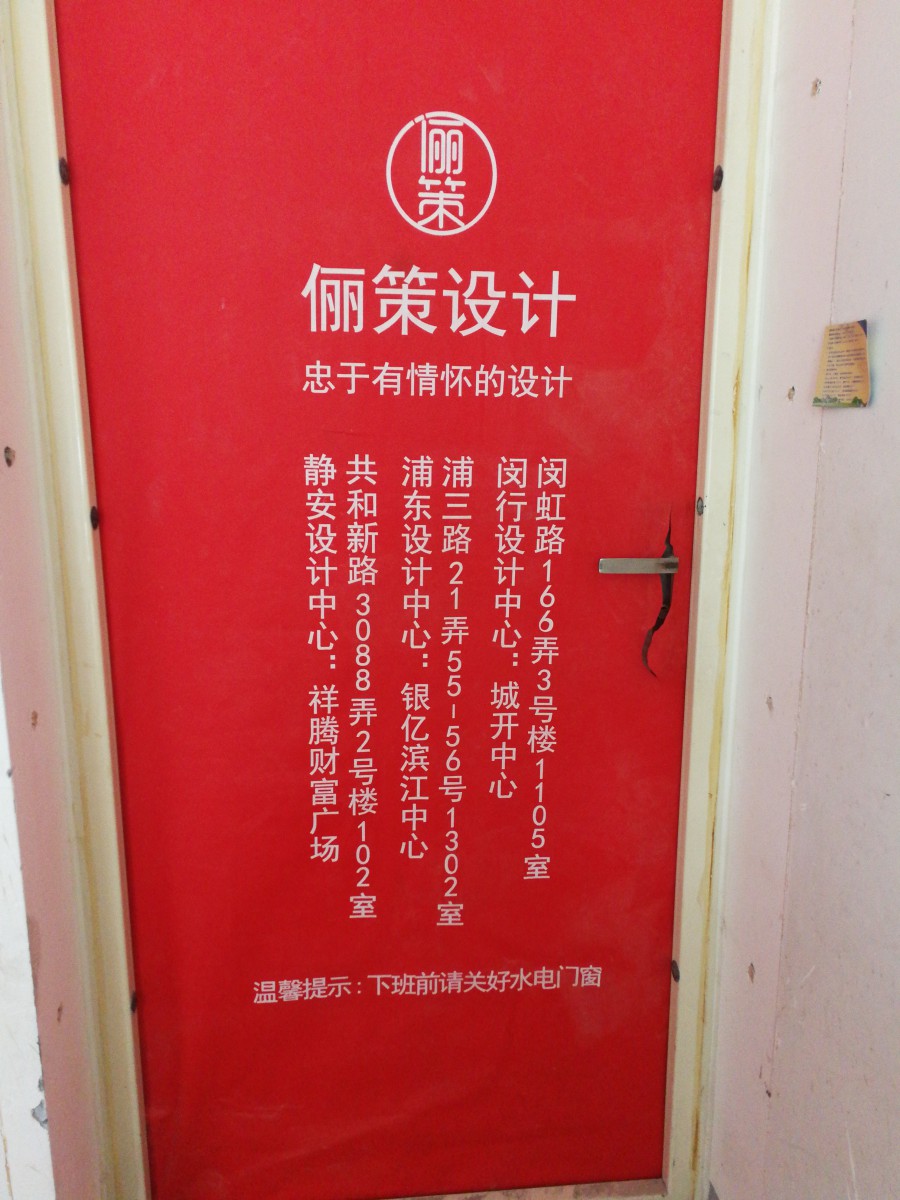 俪策
俪策设计
忠于有情怀的设计
静安设计中心：祥腾财富广场
共和新路3088弄2号楼102室
浦东设计中心：银亿滨江中心
浦三路21弄55-56号1302室
闵行设计中心：城开中心
闵虹路166弄3号楼1105室
温馨提示：下班前请关好水电门窗